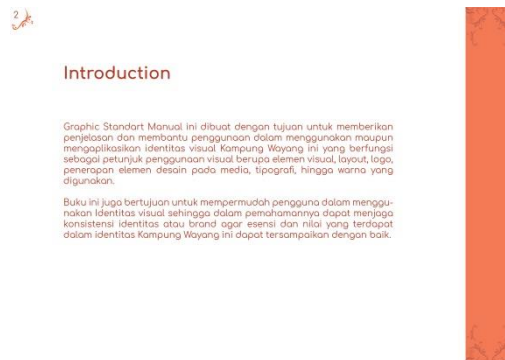 2
Introduction
Graphic Standart Manual ini dibuat dengan tujuan untuk memberikan
penjelasan dan membantu penggunaan dalam menggunakan maupun
mengaplikasikan identitas visual Kampung Wayang ini yang berfungsi
sebagai petunjuk penggunaan visual berupa elemen visual, layout, logo,
penerapan elemen desain pada media, tipografi, hingga warna yang
digunakan.
Buku ini juga bertujuan untuk mempermudah pengguna dalam menggu-
nakan Identitas visual sehingga dalam pemahamannya dapat menjaga
konsistensi identitas atau brand agar esensi dan nilai yang terdapat
dalam identitas Kampung Wayang ini dapat tersampaikan dengan baik.